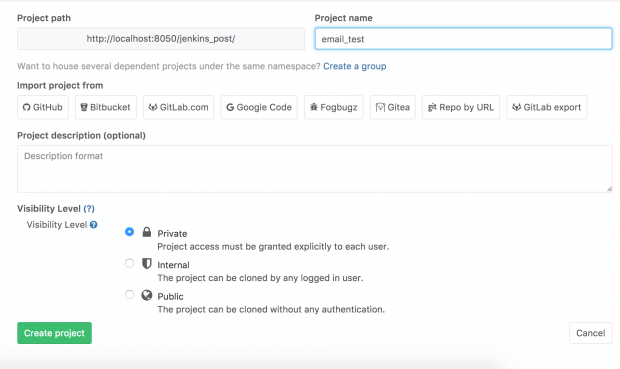 Project path Project name
http://localhost:8050/jenkins_post/ email_test
Want to house several dependent projects under the same namespace? Create a group
Import project from
GitHub Bitbucket GitLab.com Google Code Fogbugz Gitea Repo by URL GitLab export
Project description (optional)
Description format
Visibility Level (?)
Visibility Level ?
Private
Project access must be granted explicitly to each user.
Internal
The project can be cloned by any logged in user.
Public
The project can be cloned without any authentication.
Create project Cancel